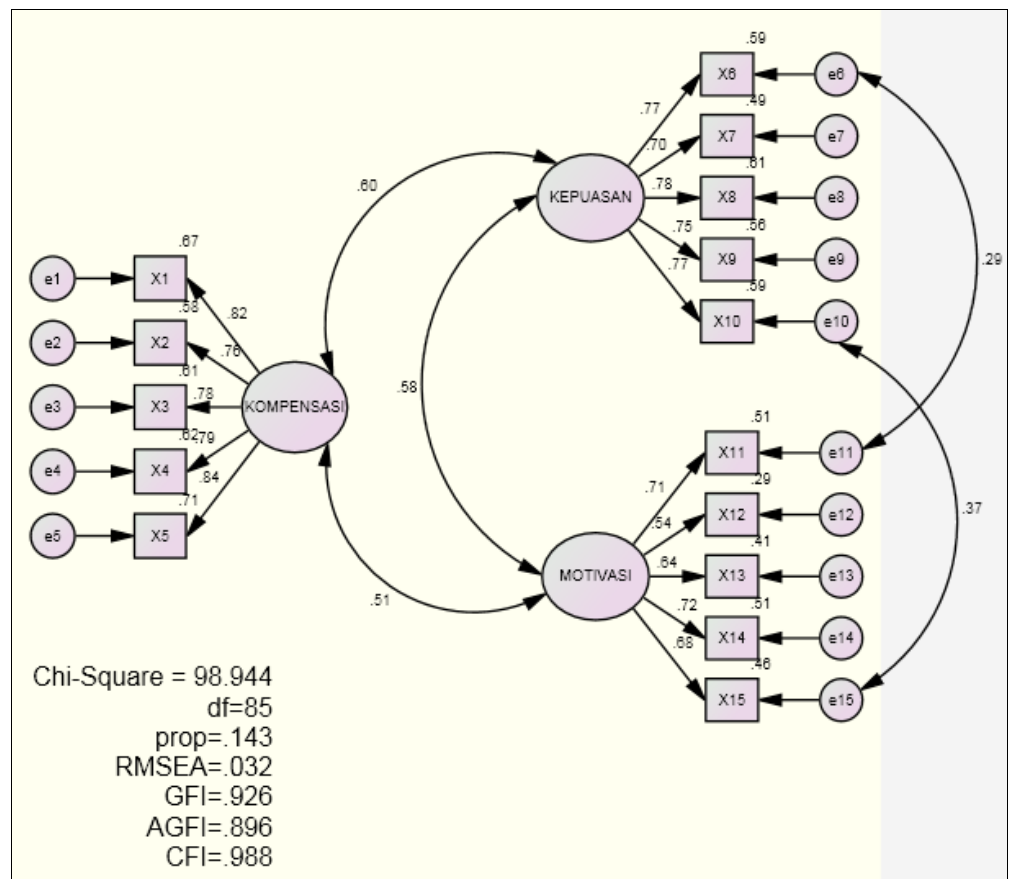 .59
X6
e6
.77
.49
X7
e7
.70
.61
X8
e8
.78
KEPUASAN
.56
X9
e9
.75
.59
X10
e10
.77
.60
.29
.67
e1
X1
.82
.58
e2
X2
.76
.61
e3
X3
.78
KOMPENSASI
.62
.79
e4
X4
.84
.71
e5
X5
.58
.51
.51
X11
e11
.71
.29
X12
e12
.54
.41
X13
e13
.64
MOTIVASI
.51
X14
e14
.72
.46
X15
e15
.68
.37
Chi-Square = 98.944
df=85
prop=.143
RMSEA=.032
GFI=.926
AGFI=.896
CFI=.988